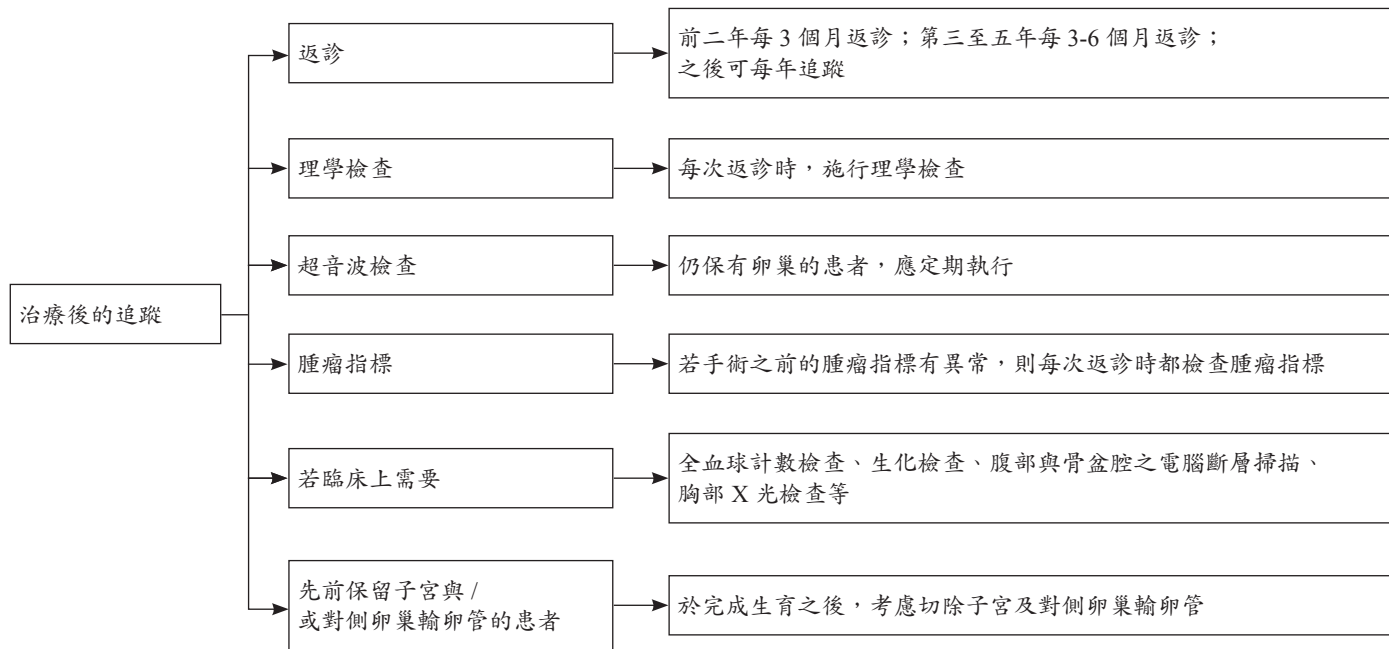 治療後的追蹤
返診
前二年每 3 個月返診；第三至五年每 3-6 個月返診；
之後可每年追蹤
理學檢查
每次返診時，施行理學檢查
超音波檢查
仍保有卵巢的患者，應定期執行
腫瘤指標
若手術之前的腫瘤指標有異常，則每次返診時都檢查腫瘤指標
若臨床上需要
全血球計數檢查、生化檢查、腹部與骨盆腔之電腦斷層掃描、
胸部 X 光檢查等
先前保留子宮與 /
或對側卵巢輸卵管的患者
於完成生育之後，考慮切除子宮及對側卵巢輸卵管